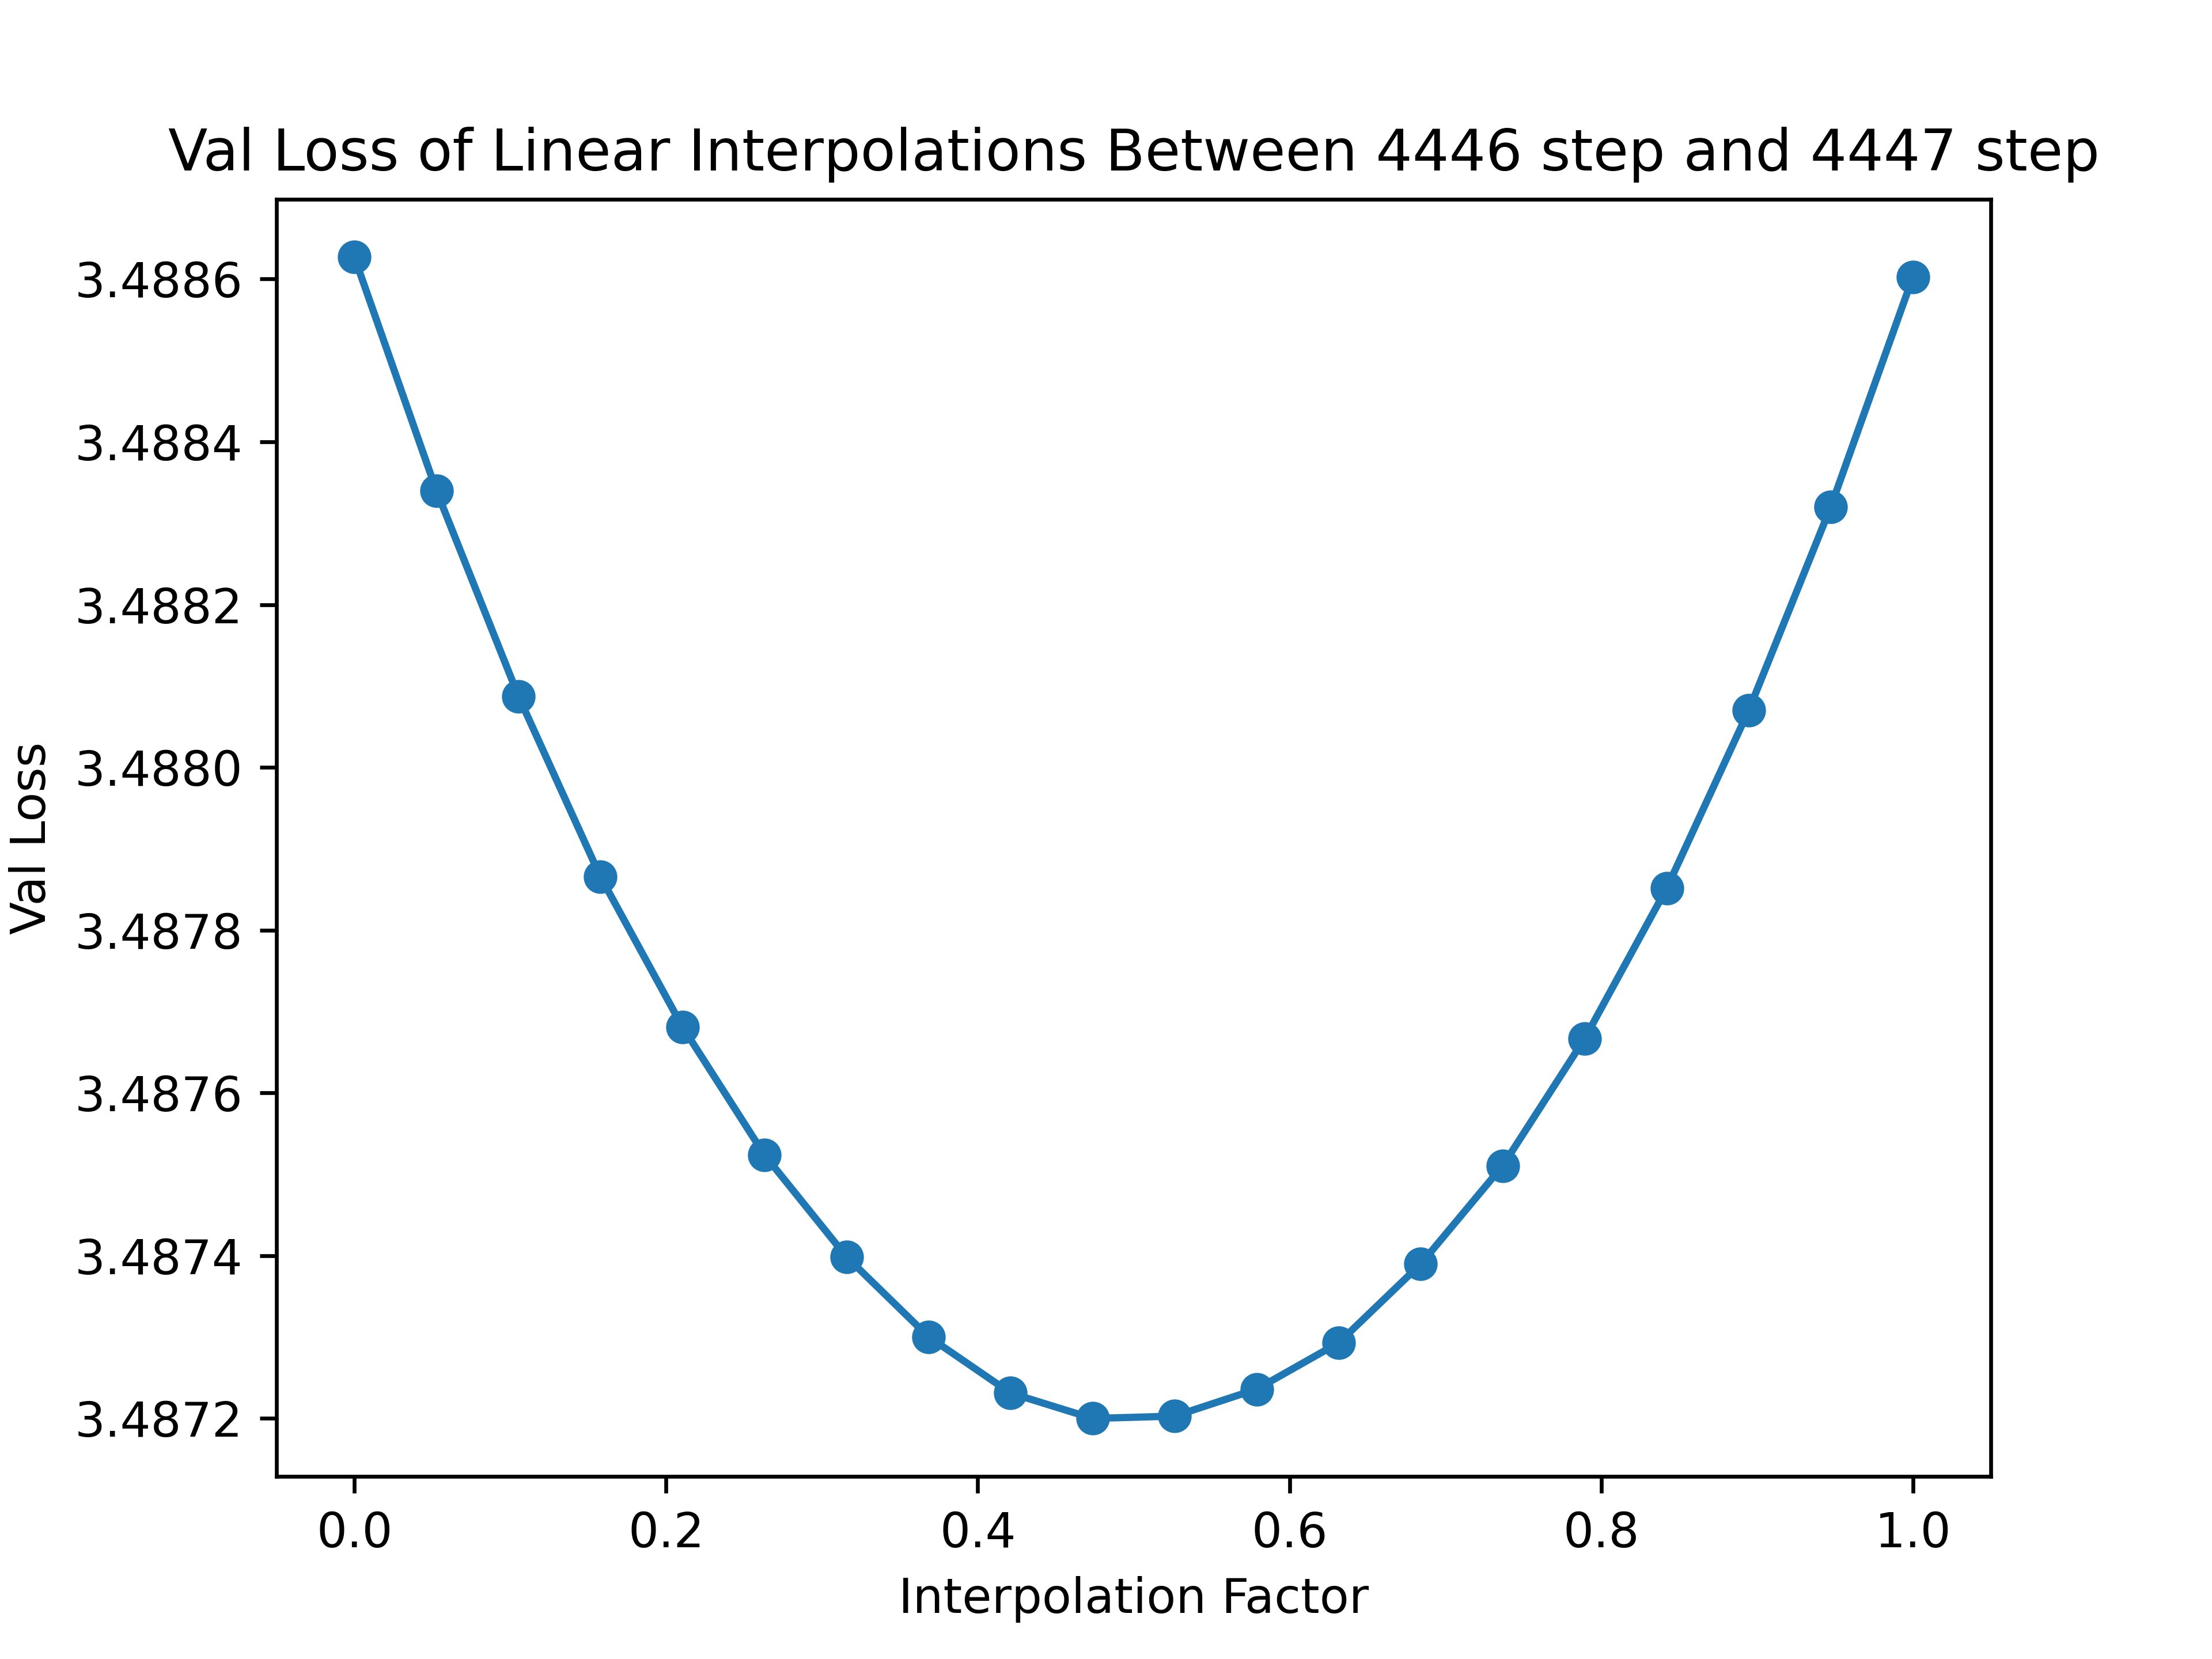 Val Loss of Linear Interpolations Between 4446 step and 4447 step
3.4886
3.4884
3.4882
3.4880
3.4878
3.4876
3.4874
3.4872
Val Loss
0.0 0.2 0.4 0.6 0.8 1.0
Interpolation Factor